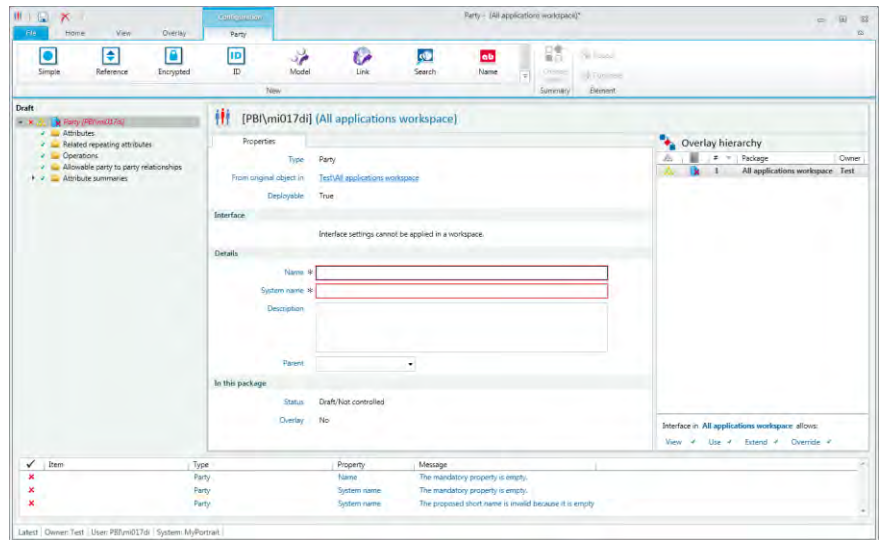 Configuration
Party - (All applications workspace)*
File Home View Overlay Party
Simple Reference Encrypted ID Model Link Search Name
New
Summary Element
Draft
Party (PBI\mi017di)
Attributes
Related repeating attributes
Operations
Allowable party to party relationships
Attribute summaries
[PBI\mi017di] (All applications workspace)
Properties
Type Party
From original object in Test\All applications workspace
Deployable True
Interface
Interface settings cannot be applied in a workspace.
Details
Name *
System name *
Description
Parent
In this package
Status Draft/Not controlled
Overlay No
Overlay hierarchy
# Package Owner
1 All applications workspace Test
Interface in All applications workspace allows:
View Use Extend Override
Item Type Property Message
Party Name The mandatory property is empty.
Party System name The mandatory property is empty.
Party System name The proposed short name is invalid because it is empty
Latest Owner: Test User: PBI\mi017di System: MyPortrait